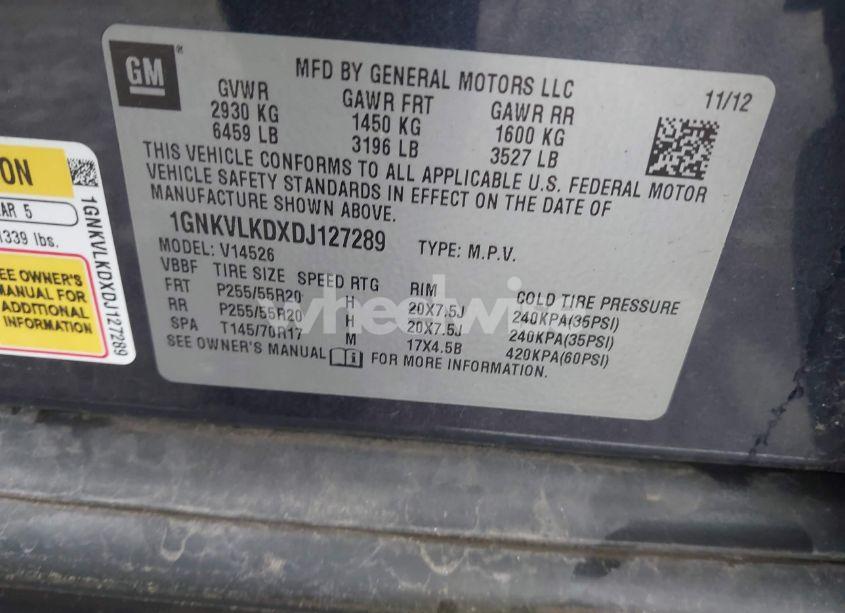 GM
MFD BY GENERAL MOTORS LLC
11/12
GVWR GAWR FRT GAWR RR
2930 KG 1450 KG 1600 KG
6459 LB 3196 LB 3527 LB
THIS VEHICLE CONFORMS TO ALL APPLICABLE U.S. FEDERAL MOTOR
VEHICLE SAFETY STANDARDS IN EFFECT ON THE DATE OF
MANUFACTURE SHOWN ABOVE.
1GNKVLKDXDJ127289 TYPE: M.P.V.
MODEL: V14526
VBBF TIRE SIZE SPEED RTG RIM COLD TIRE PRESSURE
FRT P255/55R20 H 20X7.5J 240KPA(35PSI)
RR P255/55R20 H 20X7.5J 240KPA(35PSI)
SPA T145/70R17 M 17X4.5B 420KPA(60PSI)
SEE OWNER'S MANUAL i FOR MORE INFORMATION.
ION
AR 5
1339 lbs.
SEE OWNER'S
MANUAL FOR
ADDITIONAL
INFORMATION
1GNKVLKDXDJ127289